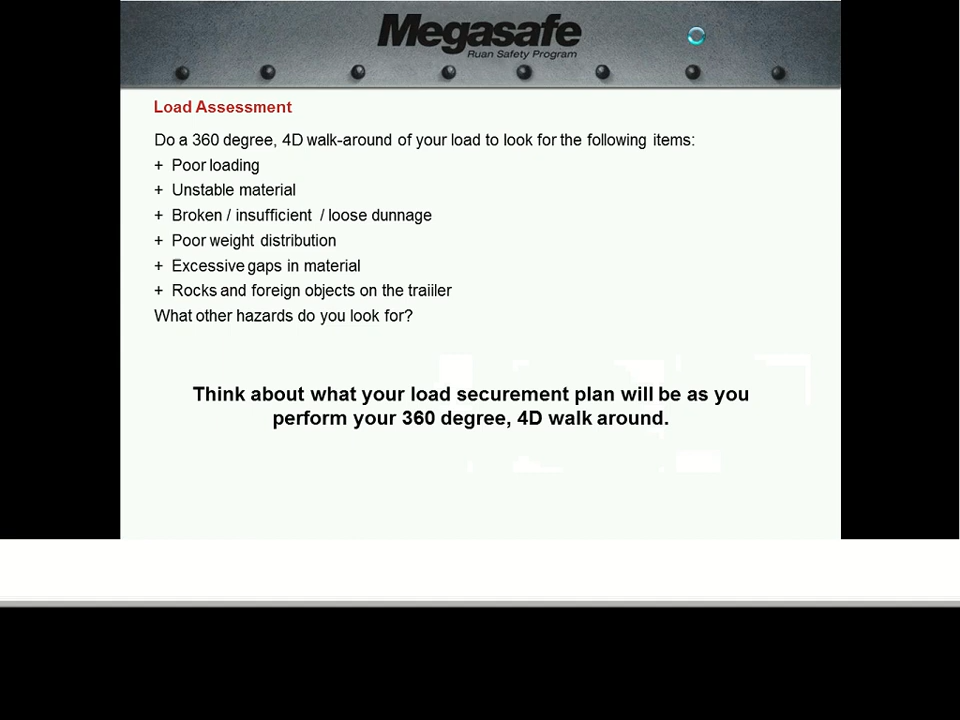 Megasafe
Ruan Safety Program
Load Assessment
Do a 360 degree, 4D walk-around of your load to look for the following items:
+ Poor loading
+ Unstable material
+ Broken / insufficient / loose dunnage
+ Poor weight distribution
+ Excessive gaps in material
+ Rocks and foreign objects on the traiiler
What other hazards do you look for?
Think about what your load securement plan will be as you
perform your 360 degree, 4D walk around.